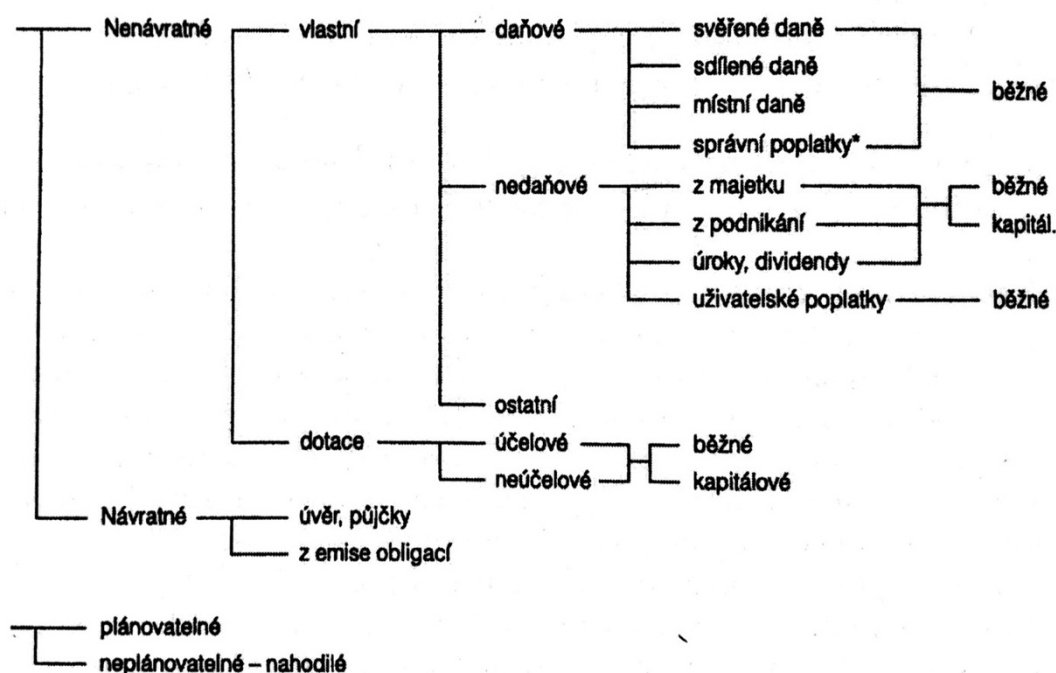 Nenávratné vlastní daňové svěřené daně
sdílené daně
běžné
místní daně
správní poplatky*
nedaňové z majetku běžné
z podnikání kapitál.
úroky, dividendy
uživatelské poplatky běžné
ostatní
dotace účelové běžné
neúčelové kapitálové
Návratné úvěr, půjčky
z emise obligací
plánovatelné
neplánovatelné – nahodilé